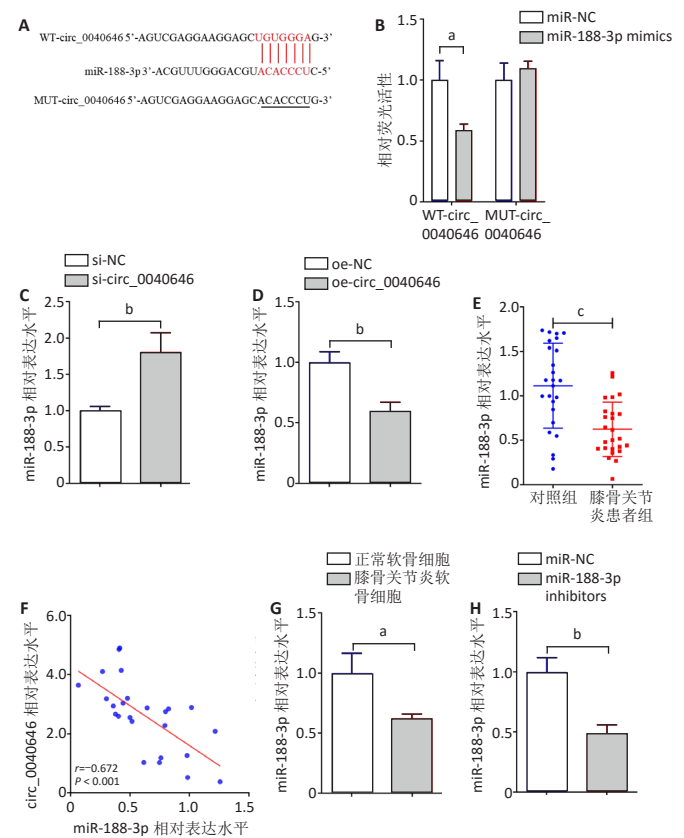 A
WT-circ_0040646 5’-AGUCGAGGAAGGAGCUGUGGGAG-3’
miR-188-3p 3’-ACGUUUGGGACGUACACCCUC-5’
MUT-circ_0040646 5’-AGUCGAGGAAGGAGCACACCCUG-3’
B
miR-NC
miR-188-3p mimics
相对荧光活性
1.5
1.0
0.5
0
a
WT-circ_
0040646
MUT-circ_
0040646
C
si-NC
si-circ_0040646
miR-188-3p 相对表达水平
2.5
2.0
1.5
1.0
0.5
0
b
D
oe-NC
oe-circ_0040646
miR-188-3p 相对表达水平
1.5
1.0
0.5
0
b
E
miR-188-3p 相对表达水平
2.0
1.5
1.0
0.5
0
c
对照组
膝骨关节
炎患者组
F
circ_0040646 相对表达水平
6.0
4.0
2.0
0
r=−0.672
P < 0.001
0
0.5
1.0
1.5
miR-188-3p 相对表达水平
G
正常软骨细胞
膝骨关节炎软
骨细胞
miR-188-3p 相对表达水平
1.5
1.0
0.5
0
a
H
miR-NC
miR-188-3p
inhibitors
miR-188-3p 相对表达水平
1.5
1.0
0.5
0
b